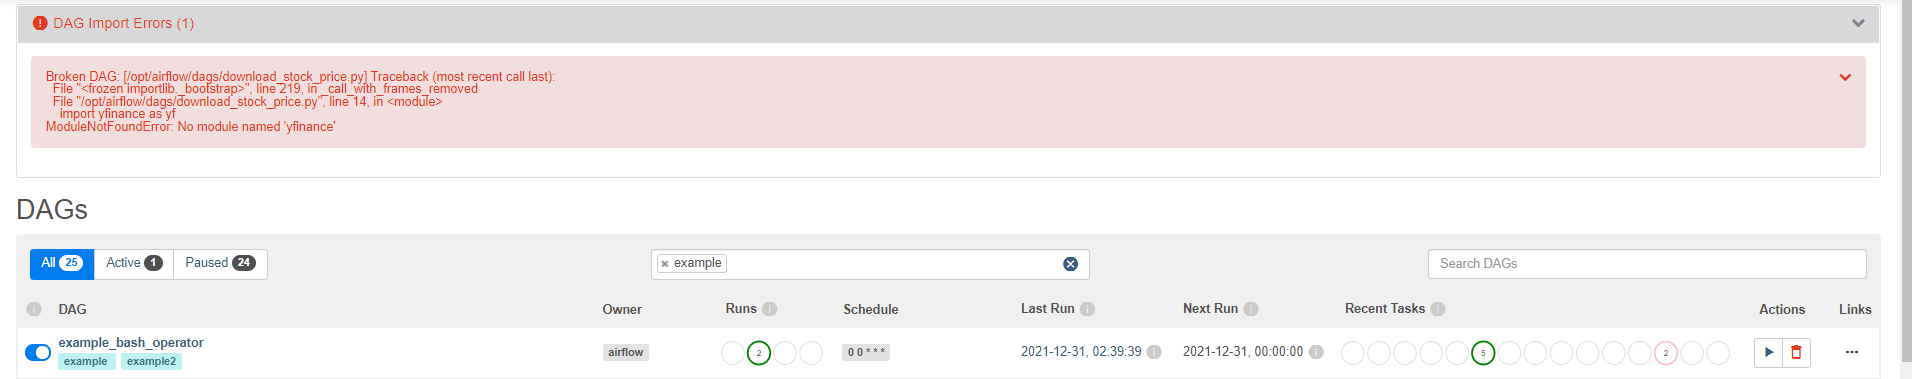 DAG Import Errors (1)
Broken DAG: [/opt/airflow/dags/download_stock_price.py] Traceback (most recent call last):
File "<frozen importlib._bootstrap>", line 219, in _call_with_frames_removed
File "/opt/airflow/dags/download_stock_price.py", line 14, in <module>
import yfinance as yf
ModuleNotFoundError: No module named 'yfinance'
DAGs
All 25 Active 1 Paused 24 example Search DAGs
DAG Owner Runs Schedule Last Run Next Run Recent Tasks Actions Links
example_bash_operator
example example2 airflow 2 0 0 * * * 2021-12-31, 02:39:39 2021-12-31, 00:00:00 5 2